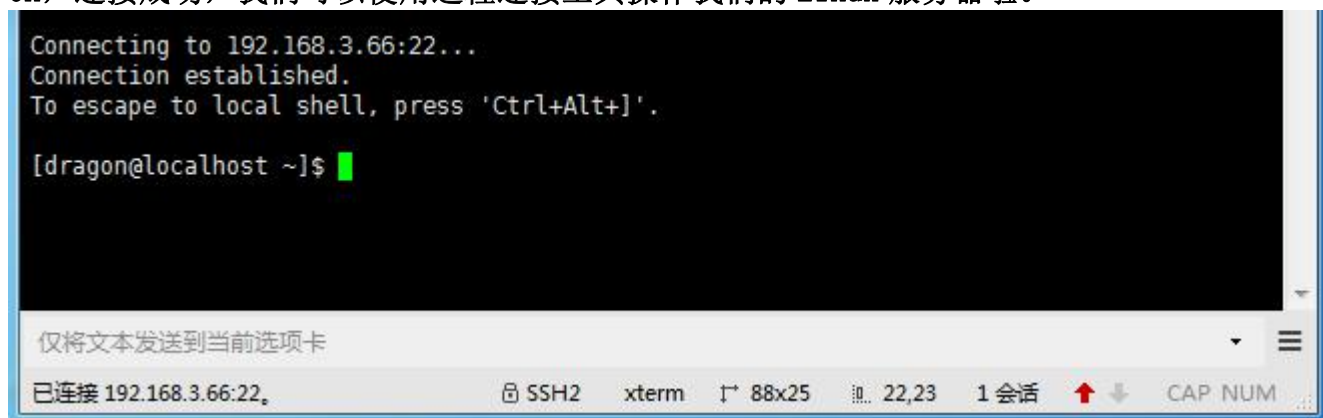 Connecting to 192.168.3.66:22...
Connection established.
To escape to local shell, press 'Ctrl+Alt+]'.
[dragon@localhost ~]$
仅将文本发送到当前选项卡
已连接 192.168.3.66:22。 SSH2 xterm 88x25 22,23 1 会话 CAP NUM